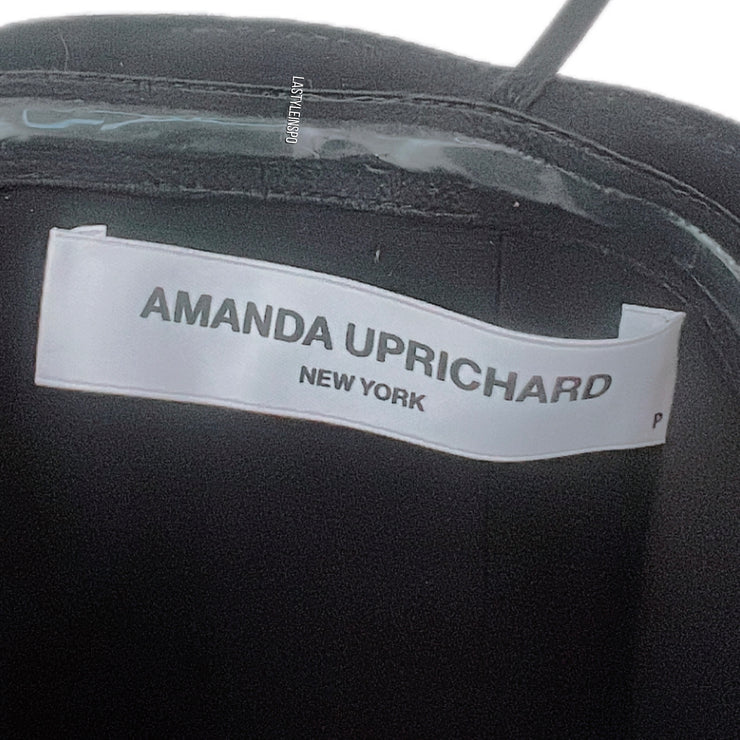 LASTYLEINSPO
AMANDA UPRICHARD
NEW YORK
P